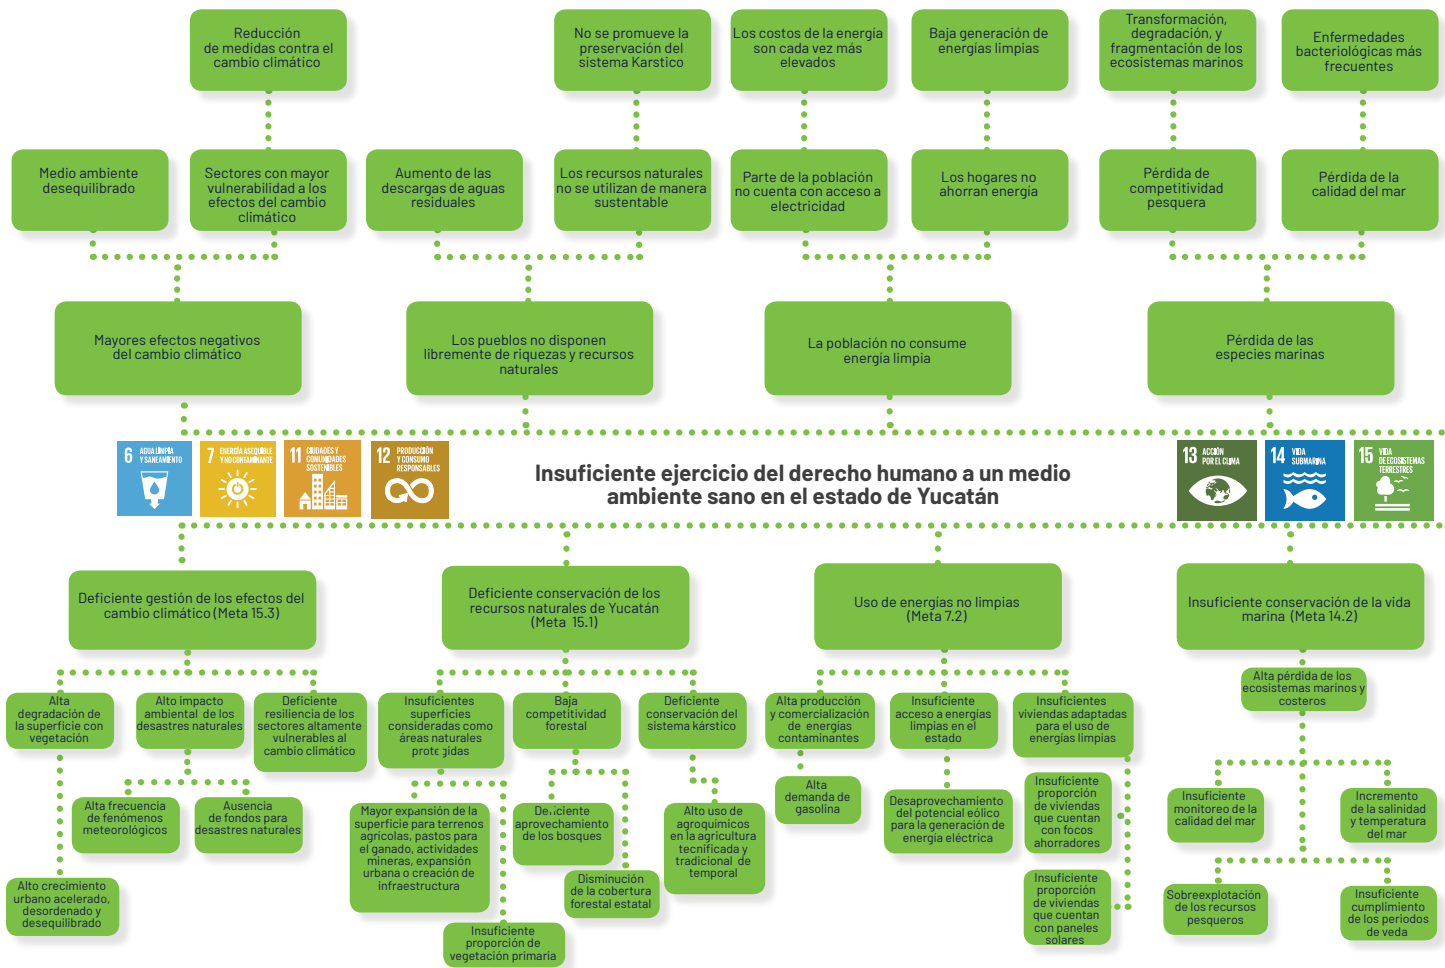 Reducción
de medidas contra el
cambio climático
No se promueve la
preservación del
sistema Karstico
Los costos de la energía
son cada vez más
elevados
Baja generación de
energías limpias
Transformación,
degradación, y
fragmentación de los
ecosistemas marinos
Enfermedades
bacteriológicas más
frecuentes
Medio ambiente
desequilibrado
Sectores con mayor
vulnerabilidad a los
efectos del cambio
climático
Aumento de las
descargas de aguas
residuales
Los recursos naturales
no se utilizan de manera
sustentable
Parte de la población
no cuenta con acceso a
electricidad
Los hogares no
ahorran energía
Pérdida de
competitividad
pesquera
Pérdida de la
calidad del mar
Mayores efectos negativos
del cambio climático
Los pueblos no disponen
libremente de riquezas y recursos
naturales
La población no consume
energía limpia
Pérdida de las
especies marinas
6 AGUA LIMPIA
Y SANEAMIENTO
7 ENERGÍA ASEQUIBLE
Y NO CONTAMINANTE
11 CIUDADES Y
COMUNIDADES
SOSTENIBLES
12 PRODUCCIÓN
Y CONSUMO
RESPONSABLES
Insuficiente ejercicio del derecho humano a un medio
ambiente sano en el estado de Yucatán
13 ACCIÓN
POR EL CLIMA
14 VIDA
SUBMARINA
15 VIDA
DE ECOSISTEMAS
TERRESTRES
Deficiente gestión de los efectos del
cambio climático (Meta 15.3)
Deficiente conservación de los
recursos naturales de Yucatán
(Meta 15.1)
Uso de energías no limpias
(Meta 7.2)
Insuficiente conservación de la vida
marina (Meta 14.2)
Alta
degradación de
la superficie con
vegetación
Alto impacto
ambiental de los
desastres naturales
Deficiente
resiliencia de los
sectores altamente
vulnerables al
cambio climático
Insuficientes
superficies
consideradas como
áreas naturales
protegidas
Baja
competitividad
forestal
Deficiente
conservación del
sistema kárstico
Alta producción
y comercialización
de energías
contaminantes
Insuficiente
acceso a energías
limpias en el
estado
Insuficientes
viviendas adaptadas
para el uso de
energías limpias
Alta pérdida de los
ecosistemas marinos y
costeros
Alta frecuencia
de fenómenos
meteorológicos
Ausencia
de fondos para
desastres naturales
Mayor expansión de la
superficie para terrenos
agrícolas, pastos para
el ganado, actividades
mineras, expansión
urbana o creación de
infraestructura
Deficiente
aprovechamiento
de los bosques
Alto uso de
agroquímicos
en la agricultura
tecnificada y
tradicional de
temporal
Alta
demanda de
gasolina
Desaprovechamiento
del potencial eólico
para la generación de
energía eléctrica
Insuficiente
proporción
de viviendas
que cuentan
con focos
ahorradores
Insuficiente
monitoreo de la
calidad del mar
Incremento
de la salinidad
y temperatura
del mar
Alto crecimiento
urbano acelerado,
desordenado y
desequilibrado
Disminución
de la cobertura
forestal estatal
Insuficiente
proporción de
vegetación primaria
Insuficiente
proporción
de viviendas
que cuentan
con paneles
solares
Sobreexplotación
de los recursos
pesqueros
Insuficiente
cumplimiento
de los periodos
de veda